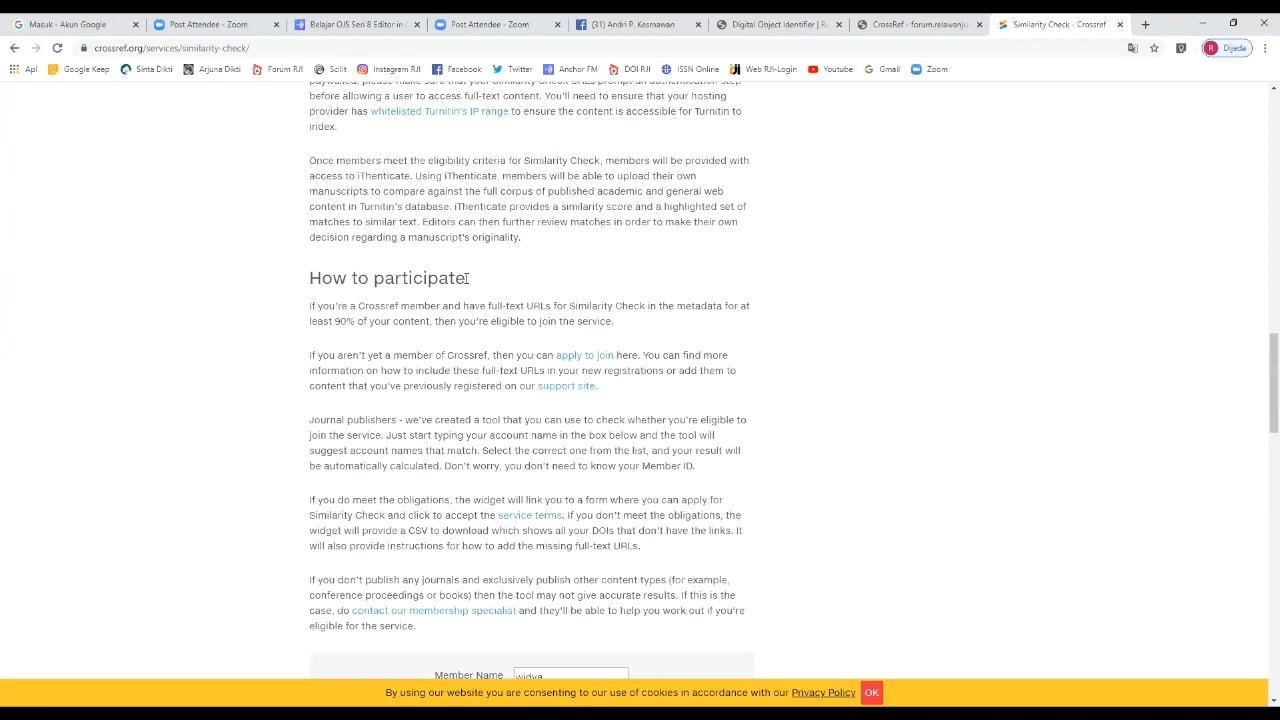 Masuk - Akun Google
Post Attendee - Zoom
Belajar OJS Seri 8 Editor in
Post Attendee - Zoom
(31) Andri P. Kesmawan
Digital Object Identifier | R
CrossRef - forum.relawanju
Similarity Check - Crossref
crossref.org/services/similarity-check/
R
Dijeda
Apl
Google Keep
Sinta Dikti
Arjuna Dikti
Forum RJI
Scilit
Instagram RJI
Facebook
Twitter
Anchor FM
DOI RJI
ISSN Online
Web RJI-Login
Youtube
Gmail
Zoom
before allowing a user to access full-text content. You'll need to ensure that your hosting
provider has whitelisted Turnitin's IP range to ensure the content is accessible for Turnitin to
index.
Once members meet the eligibility criteria for Similarity Check, members will be provided with
access to iThenticate. Using iThenticate, members will be able to upload their own
manuscripts to compare against the full corpus of published academic and general web
content in Turnitin's database. iThenticate provides a similarity score and a highlighted set of
matches to similar text. Editors can then further review matches in order to make their own
decision regarding a manuscript's originality.
How to participate
If you're a Crossref member and have full-text URLs for Similarity Check in the metadata for at
least 90% of your content, then you're eligible to join the service.
If you aren't yet a member of Crossref, then you can apply to join here. You can find more
information on how to include these full-text URLs in your new registrations or add them to
content that you've previously registered on our support site.
Journal publishers - we've created a tool that you can use to check whether you're eligible to
join the service. Just start typing your account name in the box below and the tool will
suggest account names that match. Select the correct one from the list, and your result will
be automatically calculated. Don't worry, you don't need to know your Member ID.
If you do meet the obligations, the widget will link you to a form where you can apply for
Similarity Check and click to accept the service terms. If you don't meet the obligations, the
widget will provide a CSV to download which shows all your DOIs that don't have the links. It
will also provide instructions for how to add the missing full-text URLs.
If you don't publish any journals and exclusively publish other content types (for example,
conference proceedings or books) then the tool may not give accurate results. If this is the
case, do contact our membership specialist and they'll be able to help you work out if you're
eligible for the service.
Member Name widya
By using our website you are consenting to our use of cookies in accordance with our Privacy Policy OK